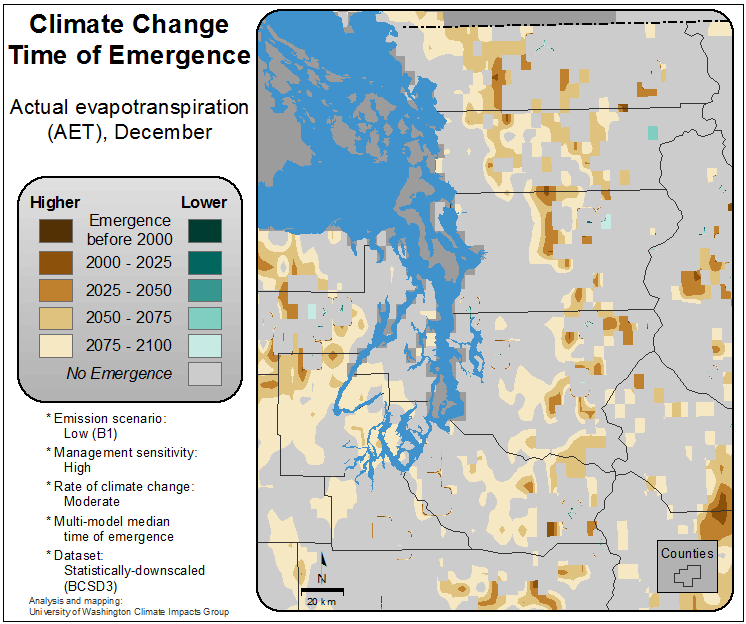 Climate Change
Time of Emergence
Actual evapotranspiration
(AET), December
Higher
Lower
Emergence
before 2000
2000 - 2025
2025 - 2050
2050 - 2075
2075 - 2100
No Emergence
* Emission scenario:
Low (B1)
* Management sensitivity:
High
* Rate of climate change:
Moderate
* Multi-model median
time of emergence
* Dataset:
Statistically-downscaled
(BCSD3)
Analysis and mapping:
University of Washington Climate Impacts Group
N
20 km
Counties